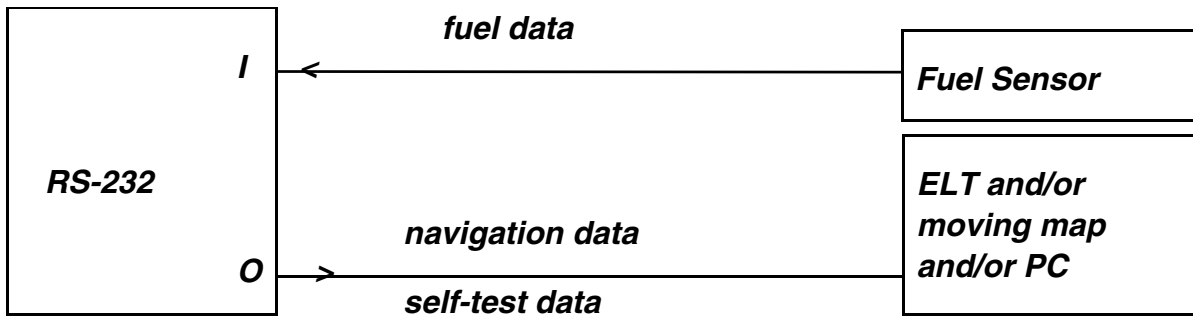 fuel data
I
Fuel Sensor
RS-232
ELT and/or
moving map
and/or PC
navigation data
O
self-test data